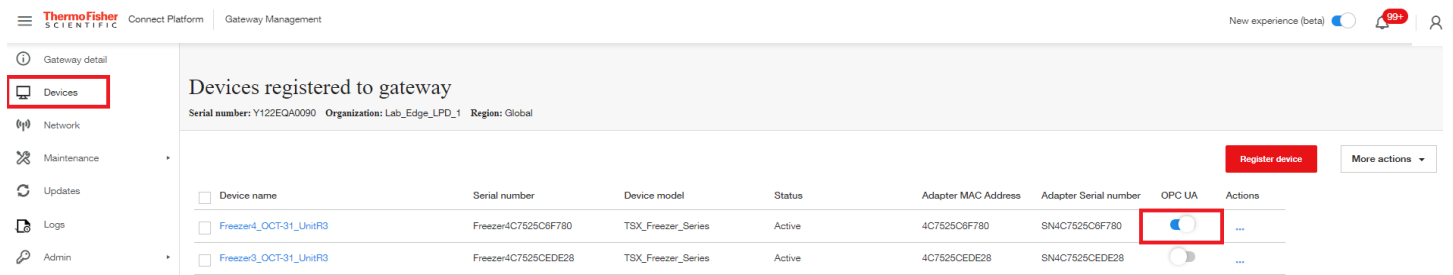 ThermoFisher
SCIENTIFIC
Connect Platform
Gateway Management
New experience (beta)
99+
Gateway detail
Devices
Network
Maintenance
Updates
Logs
Admin
Devices registered to gateway
Serial number: Y122EQA0090 Organization: Lab_Edge_LPD_1 Region: Global
Register device
More actions
Device name Serial number Device model Status Adapter MAC Address Adapter Serial number OPC UA Actions
Freezer4_OCT-31_UnitR3 Freezer4C7525C6F780 TSX_Freezer_Series Active 4C7525C6F780 SN4C7525C6F780 ...
Freezer3_OCT-31_UnitR3 Freezer4C7525CEDE28 TSX_Freezer_Series Active 4C7525CEDE28 SN4C7525CEDE28 ...